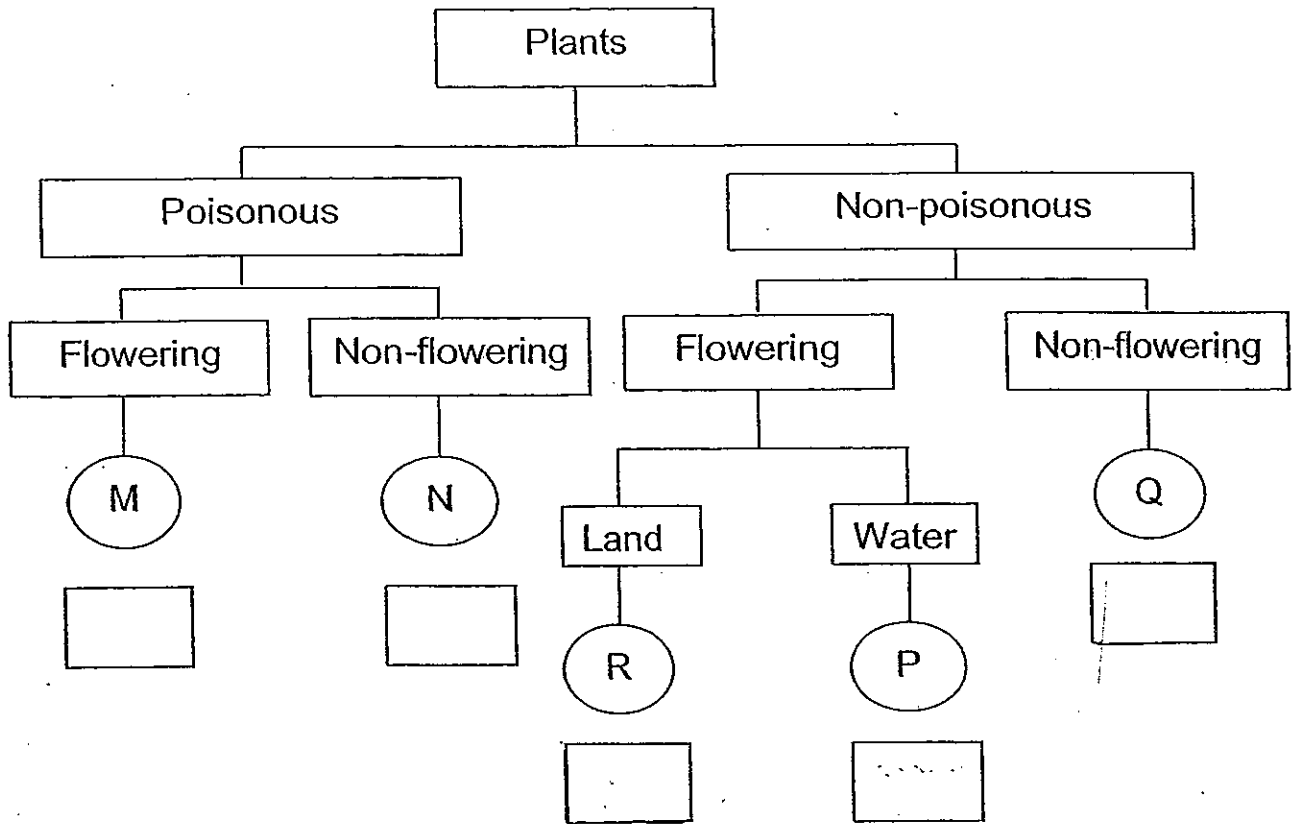 Plants
Poisonous Non-poisonous
Flowering Non-flowering Flowering Non-flowering
M N Q
Land Water
R P